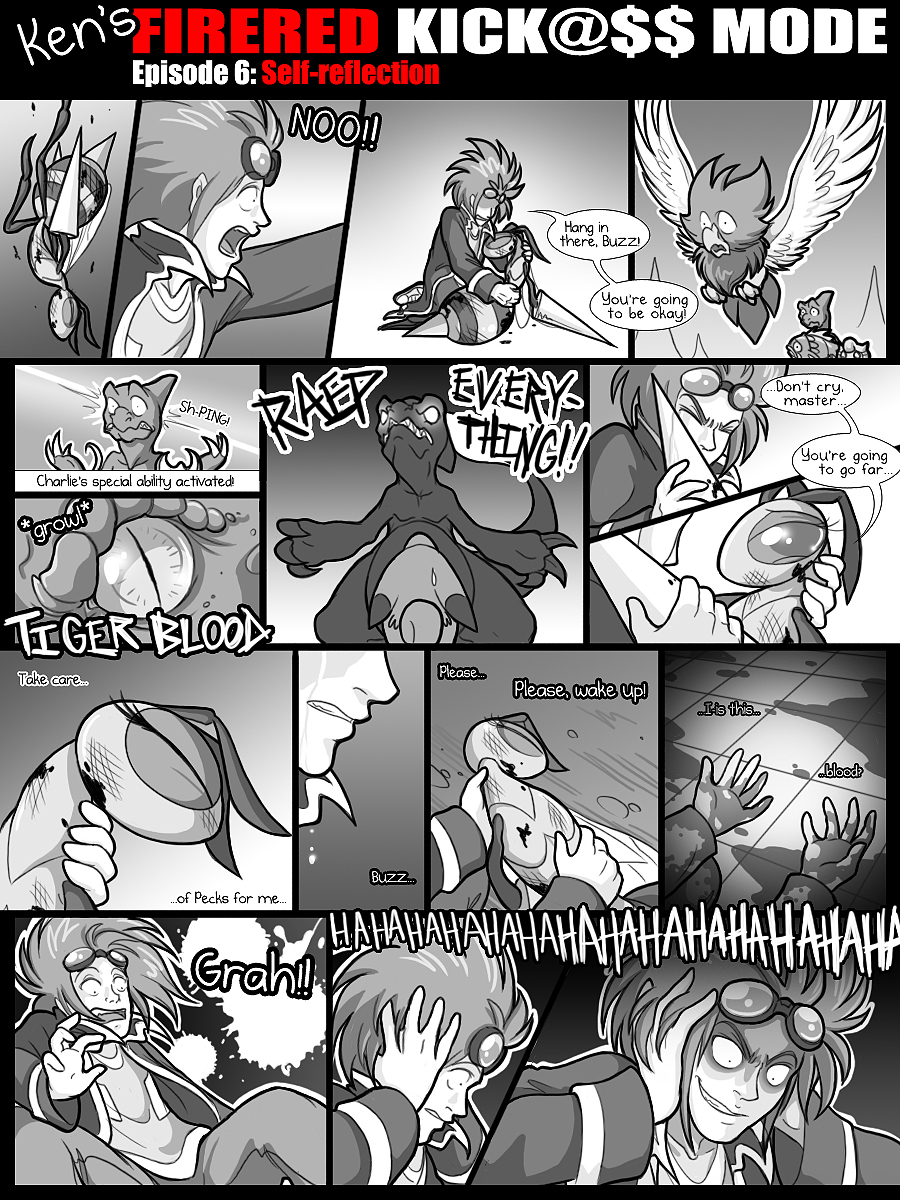 Ken's FIRERED KICK@$$ MODE
Episode 6: Self-reflection
NOO!!
Hang in
there, Buzz!
You're going
to be okay!
Sh-PING!
Charlie's special ability activated!
*growl*
TIGER BLOOD
RAEP
EVERY-
THING!!
...Don't cry,
master...
You're going
to go far...
Take care...
...of Pecks for me...
Buzz...
Please...
Please, wake up!
...I-is this...
...blood?
Grah!!
HAHAHAHAHAHAHAHAHAHAHAHAHAHA